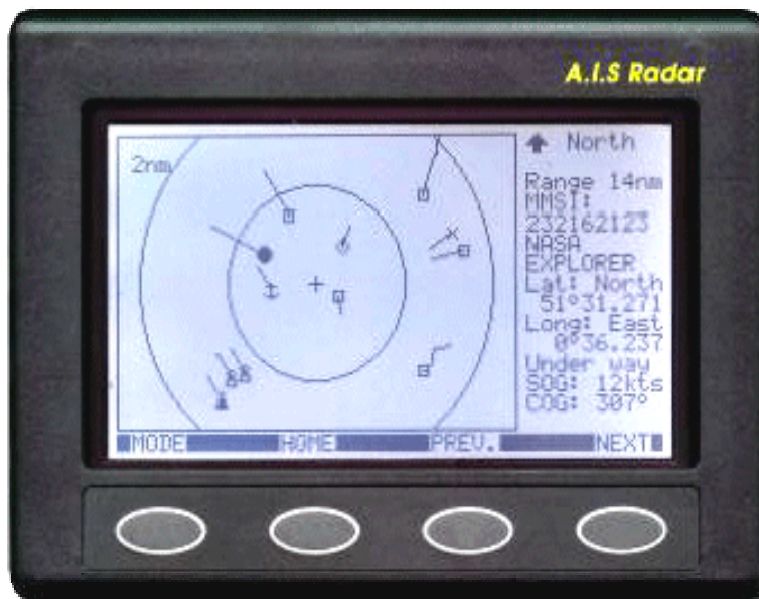 A.I.S Radar
2nm
North
Range 14nm
MMSI:
232162123
NASA
EXPLORER
Lat: North
51°31.271
Long: East
0°36.237
Under way
SOG: 12kts
COG: 307°
MODE HOME PREV. NEXT